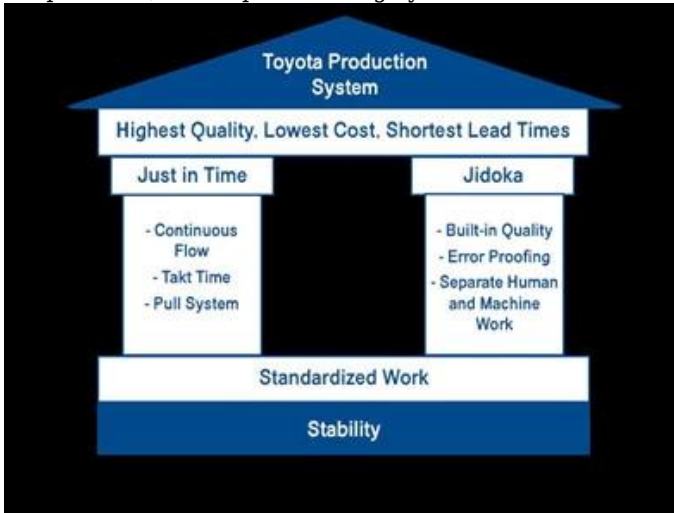 Toyota Production
System
Highest Quality, Lowest Cost, Shortest Lead Times
Just in Time
- Continuous
Flow
- Takt Time
- Pull System
Jidoka
- Built-in Quality
- Error Proofing
- Separate Human
and Machine
Work
Standardized Work
Stability